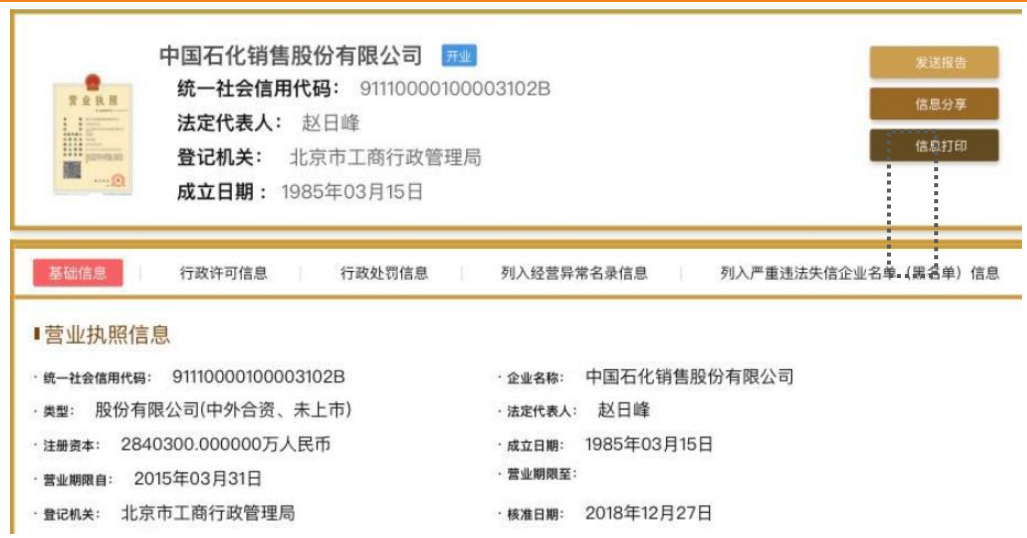 中国石化销售股份有限公司 开业
统一社会信用代码： 91110000100003102B
法定代表人： 赵日峰
登记机关： 北京市工商行政管理局
成立日期： 1985年03月15日
营业执照
发送报告
信息分享
信息打印
基础信息 行政许可信息 行政处罚信息 列入经营异常名录信息 列入严重违法失信企业名单（黑名单）信息
营业执照信息
· 统一社会信用代码： 91110000100003102B · 企业名称： 中国石化销售股份有限公司
· 类型： 股份有限公司(中外合资、未上市) · 法定代表人： 赵日峰
· 注册资本： 2840300.000000万人民币 · 成立日期： 1985年03月15日
· 营业期限自： 2015年03月31日 · 营业期限至：
· 登记机关： 北京市工商行政管理局 · 核准日期： 2018年12月27日